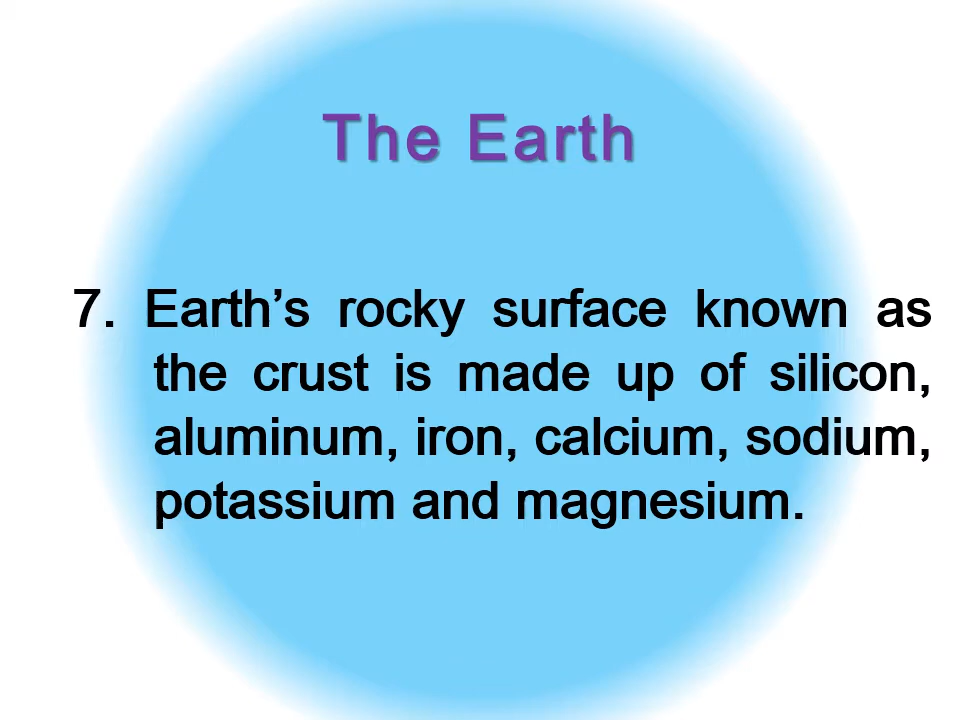 The Earth
7. Earth’s rocky surface known as
the crust is made up of silicon,
aluminum, iron, calcium, sodium,
potassium and magnesium.